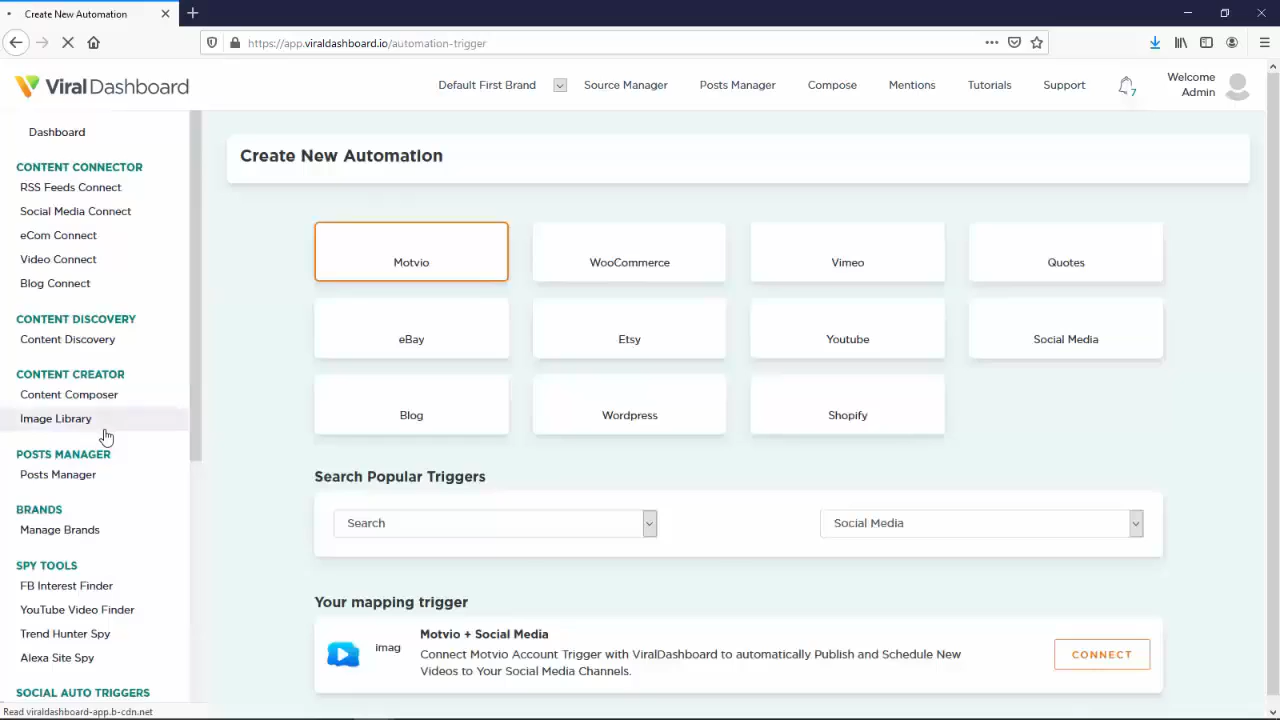 Create New Automation
https://app.viraldashboard.io/automation-trigger
ViralDashboard
Default First Brand
Source Manager
Posts Manager
Compose
Mentions
Tutorials
Support
7
Welcome
Admin
Dashboard
CONTENT CONNECTOR
RSS Feeds Connect
Social Media Connect
eCom Connect
Video Connect
Blog Connect
CONTENT DISCOVERY
Content Discovery
CONTENT CREATOR
Content Composer
Image Library
POSTS MANAGER
Posts Manager
BRANDS
Manage Brands
SPY TOOLS
FB Interest Finder
YouTube Video Finder
Trend Hunter Spy
Alexa Site Spy
SOCIAL AUTO TRIGGERS
Create New Automation
Motvio
WooCommerce
Vimeo
Quotes
eBay
Etsy
Youtube
Social Media
Blog
Wordpress
Shopify
Search Popular Triggers
Search
Social Media
Your mapping trigger
imag
Motvio + Social Media
Connect Motvio Account Trigger with ViralDashboard to automatically Publish and Schedule New
Videos to Your Social Media Channels.
CONNECT
Read viraldashboard-app.b-cdn.net